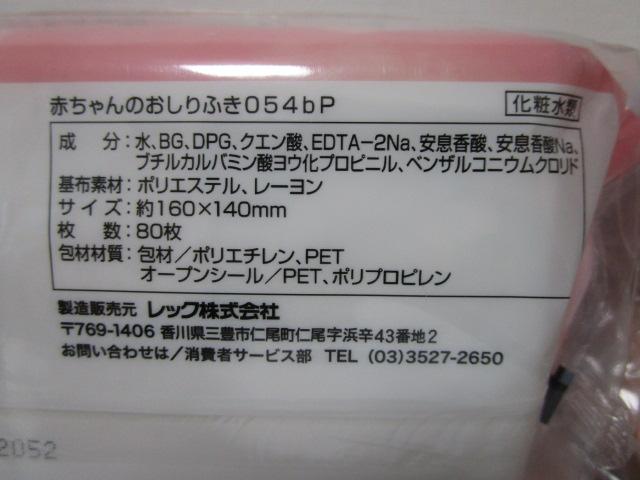 赤ちゃんのおしりふき054bP
化粧水類
成分：水、BG、DPG、クエン酸、EDTA-2Na、安息香酸、安息香酸Na、
ブチルカルバミン酸ヨウ化プロピニル、ベンザルコニウムクロリド
基布素材：ポリエステル、レーヨン
サイズ：約160×140mm
枚数：80枚
包材材質：包材／ポリエチレン、PET
オープンシール／PET、ポリプロピレン
製造販売元 レック株式会社
〒769-1406 香川県三豊市仁尾町仁尾字浜辛43番地2
お問い合わせは／消費者サービス部 TEL (03)3527-2650
2052